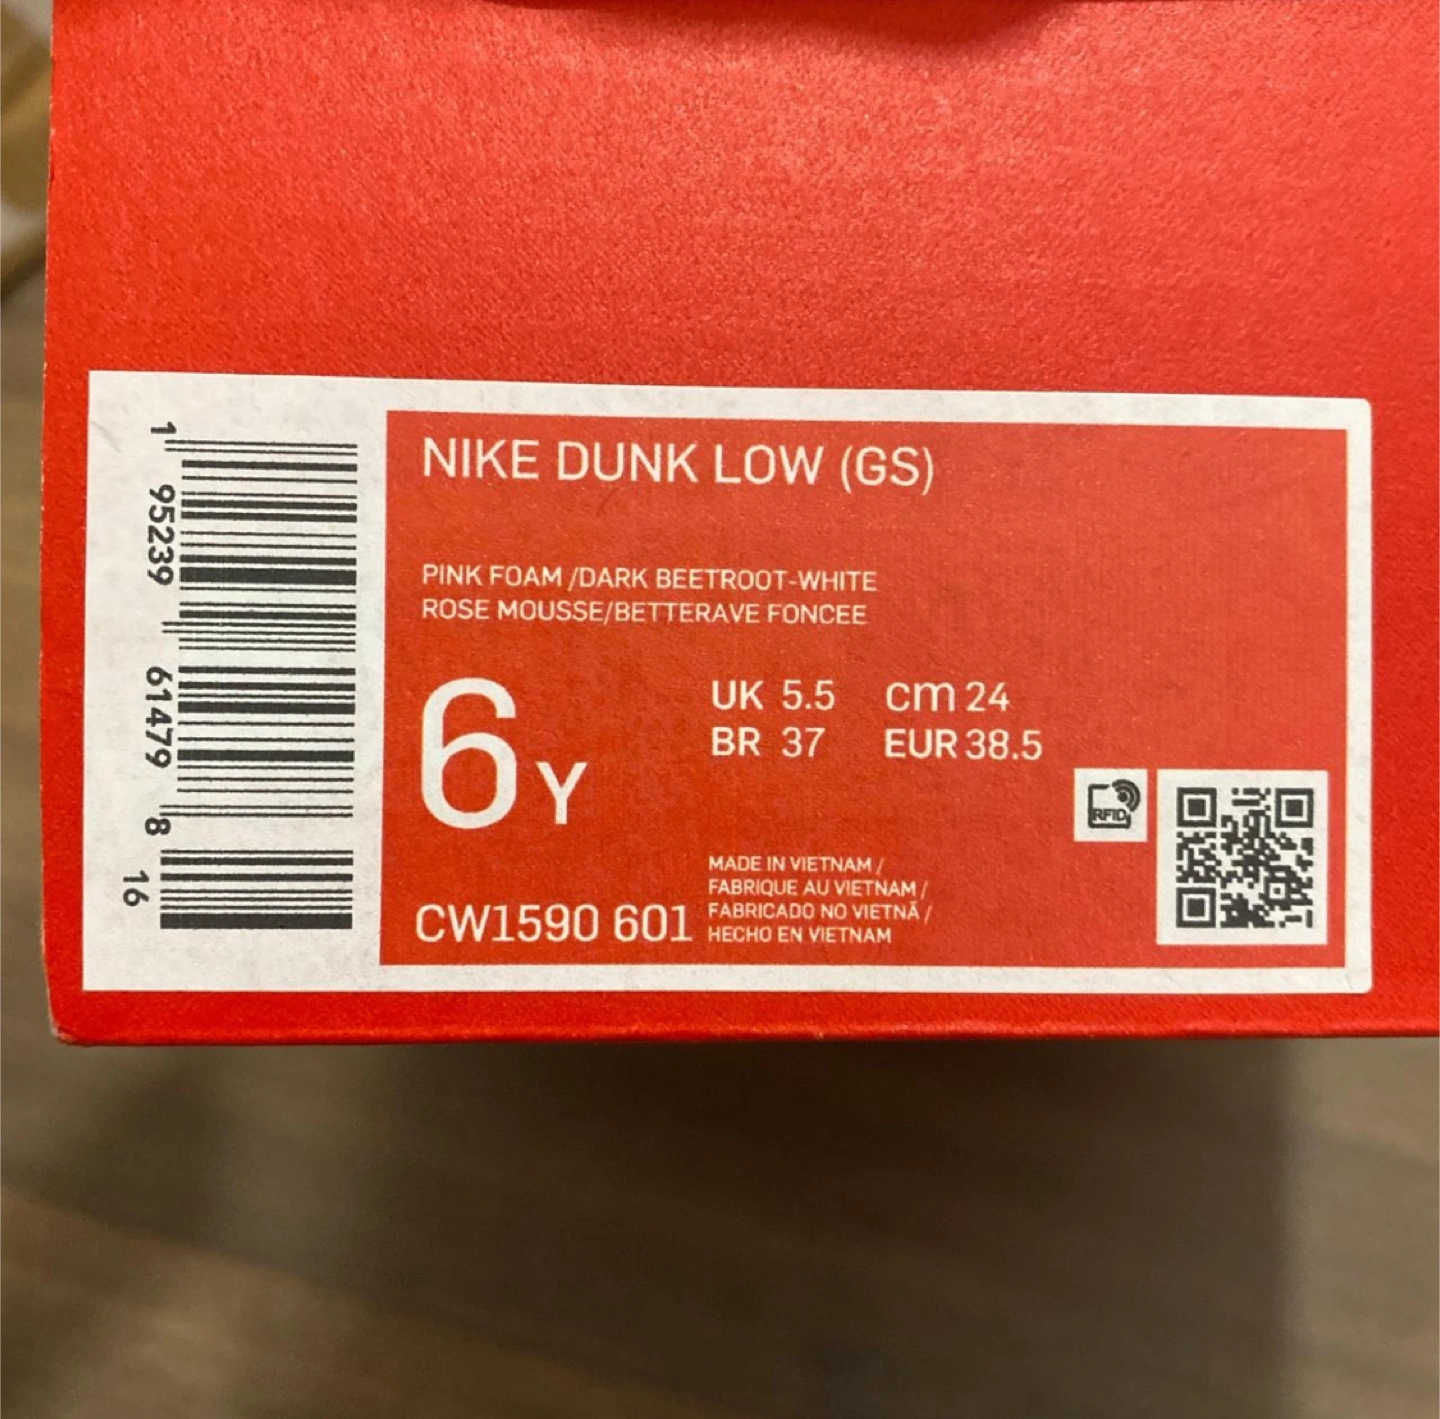 NIKE DUNK LOW (GS)
PINK FOAM /DARK BEETROOT-WHITE
ROSE MOUSSE/BETTERAVE FONCEE
6 Y
UK 5.5 cm 24
BR 37 EUR 38.5
RFID
MADE IN VIETNAM /
FABRIQUE AU VIETNAM /
FABRICADO NO VIETNÃ /
HECHO EN VIETNAM
CW1590 601
1 95239 61479 8
16